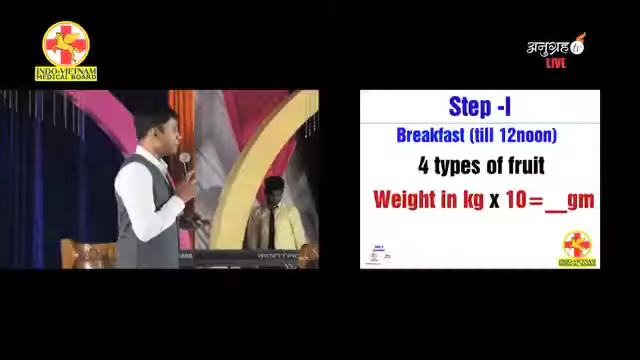 INDO-VIETNAM
MEDICAL BOARD
अनुग्रह
LIVE
Step -I
Breakfast (till 12noon)
4 types of fruit
Weight in kg x 10=__gm
INDO-VIETNAM
MEDICAL BOARD